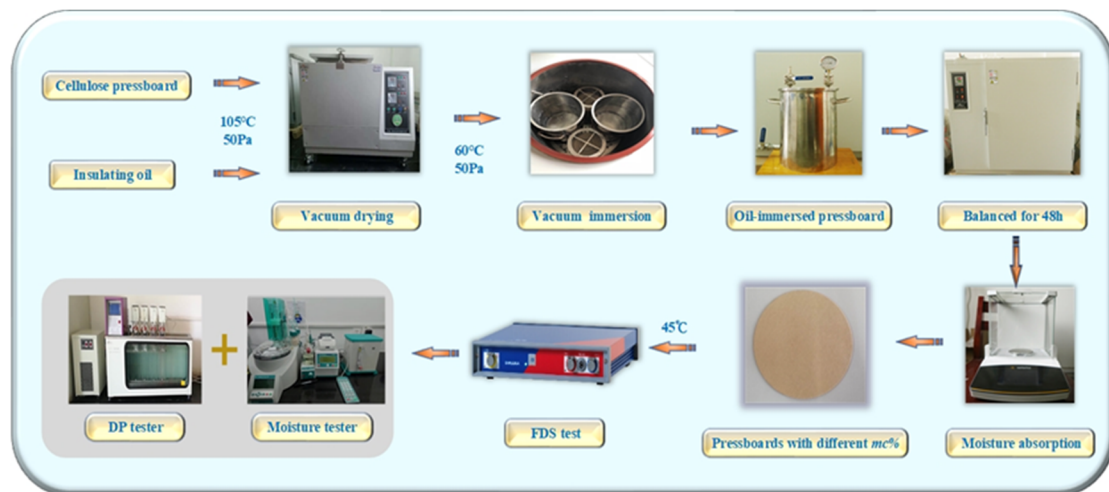 Cellulose pressboard
105°C
50Pa
Insulating oil
Vacuum drying
60°C
50Pa
Vacuum immersion
Oil-immersed pressboard
Balanced for 48h
Moisture absorption
Pressboards with different mc%
45℃
FDS test
Moisture tester
+
DP tester